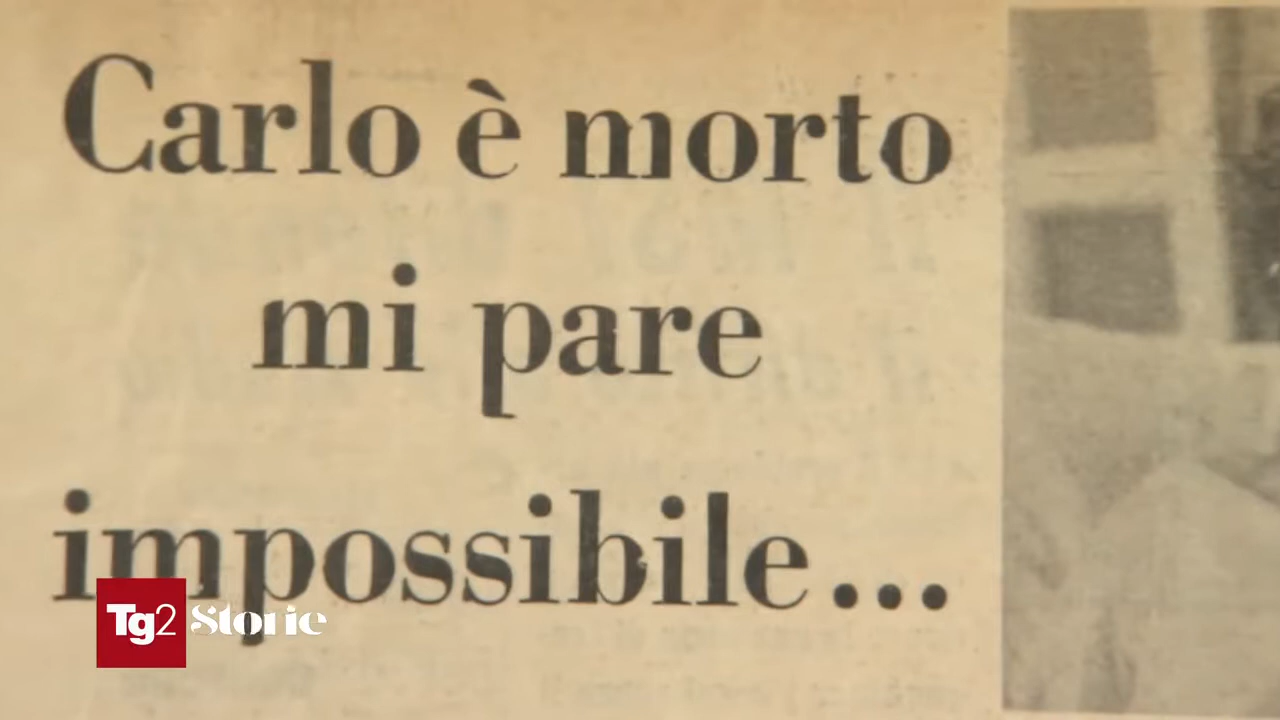 Carlo è morto
mi pare
impossibile...
Tg2 Storie